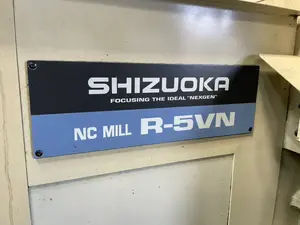 SHIZUOKA
FOCUSING THE IDEAL "NEXGEN"
NC MILL R-5VN